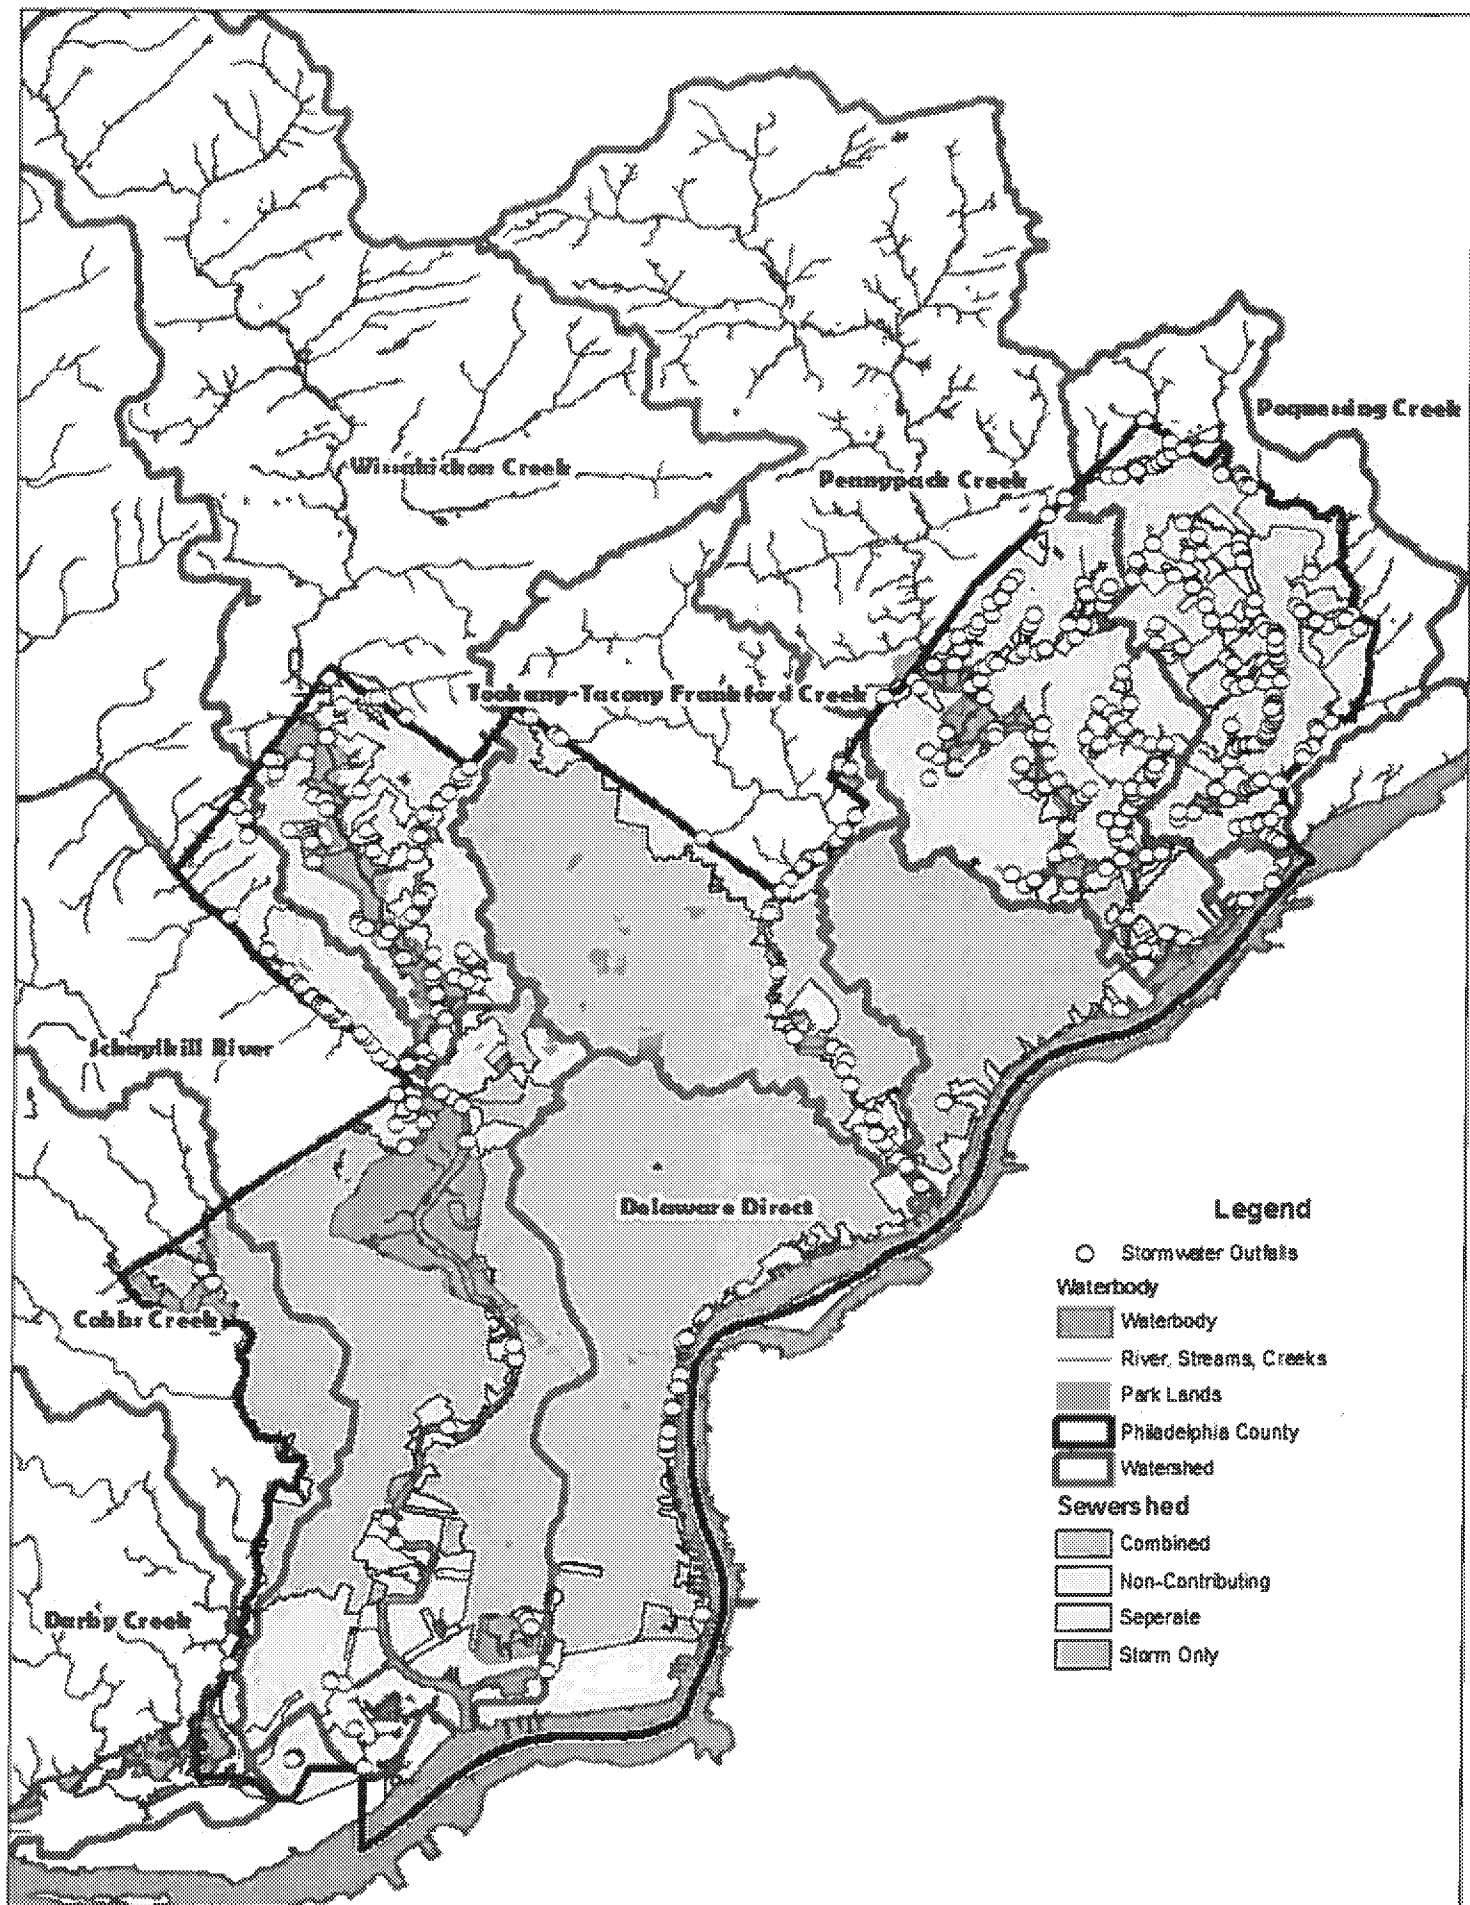 Poquessing Creek
Wissahickon Creek
Pennypack Creek
Tookany-Tacony Frankford Creek
Schuylkill River
Delaware Direct
Cobbs Creek
Darby Creek
Legend
Stormwater Outfalls
Waterbody
Waterbody
River, Streams, Creeks
Park Lands
Philadelphia County
Watershed
Sewershed
Combined
Non-Contributing
Seperate
Storm Only